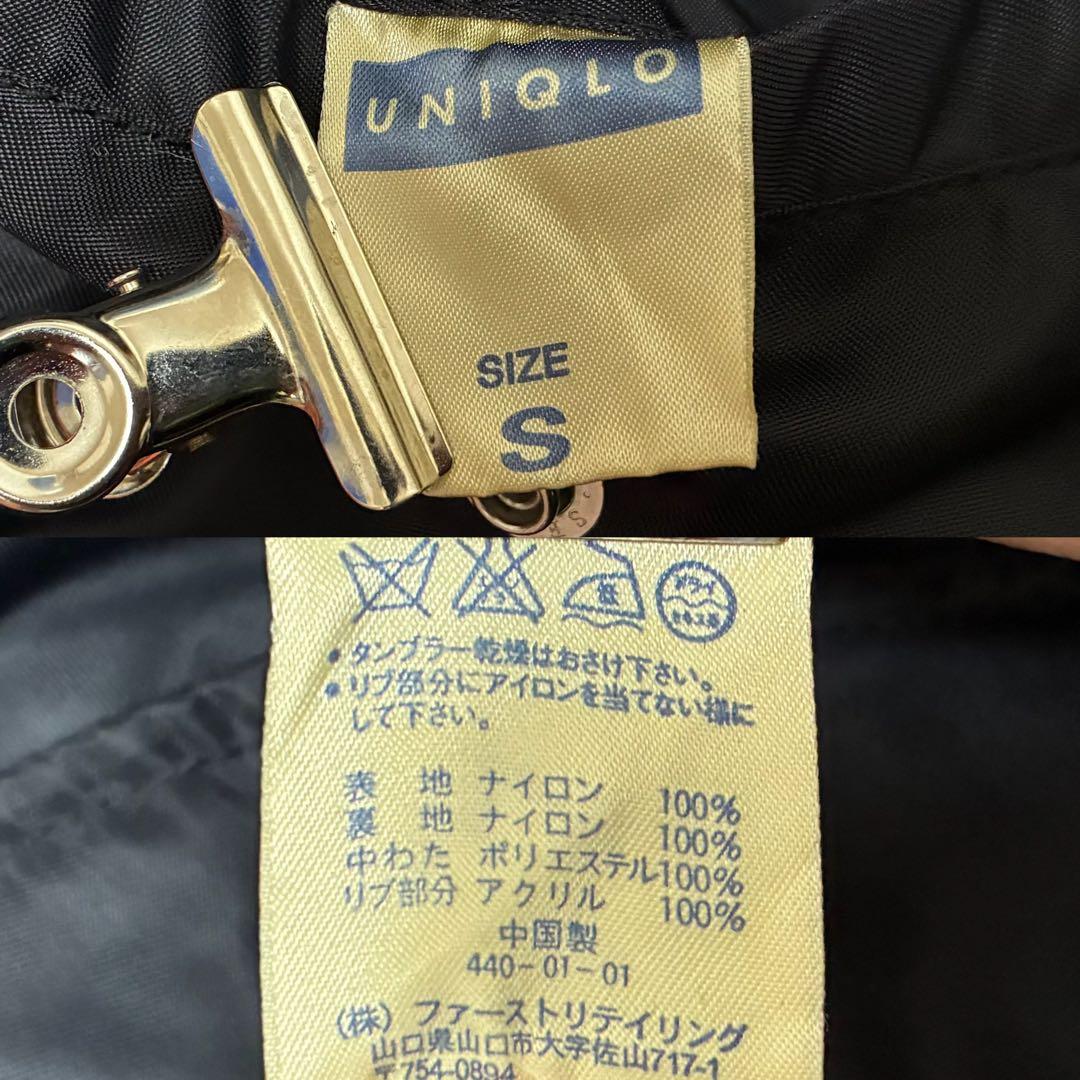 UNIQLO
SIZE
S
ドライ
セキユ系
• タンブラー乾燥はおさけ下さい。
• リブ部分にアイロンを当てない様に
して下さい。
表 地 ナイロン 100%
裏 地 ナイロン 100%
中わた ポリエステル100%
リブ部分 アクリル 100%
中国製
440-01-01
(株) ファーストリテイリング
山口県山口市大字佐山717-1
〒754-0894